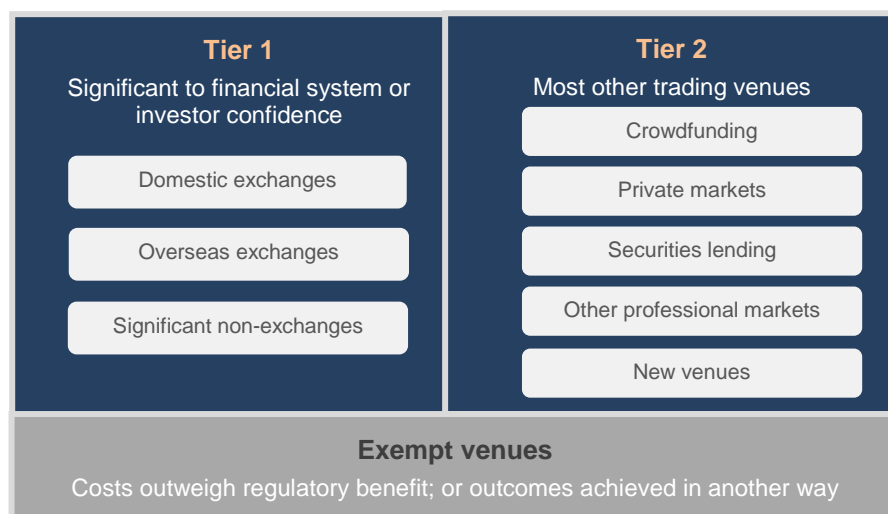 Tier 1
Significant to financial system or
investor confidence
Domestic exchanges
Overseas exchanges
Significant non-exchanges
Tier 2
Most other trading venues
Crowdfunding
Private markets
Securities lending
Other professional markets
New venues
Exempt venues
Costs outweigh regulatory benefit; or outcomes achieved in another way